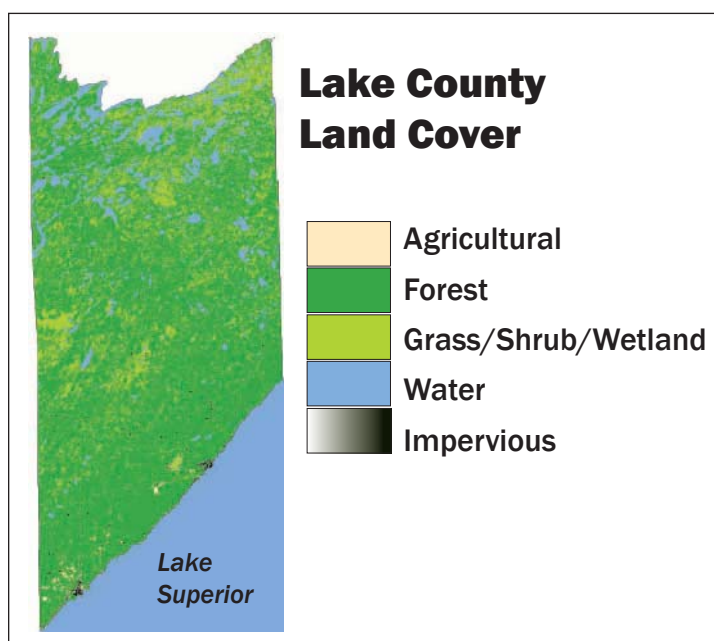 Lake County
Land Cover
Agricultural
Forest
Grass/Shrub/Wetland
Water
Impervious
Lake
Superior